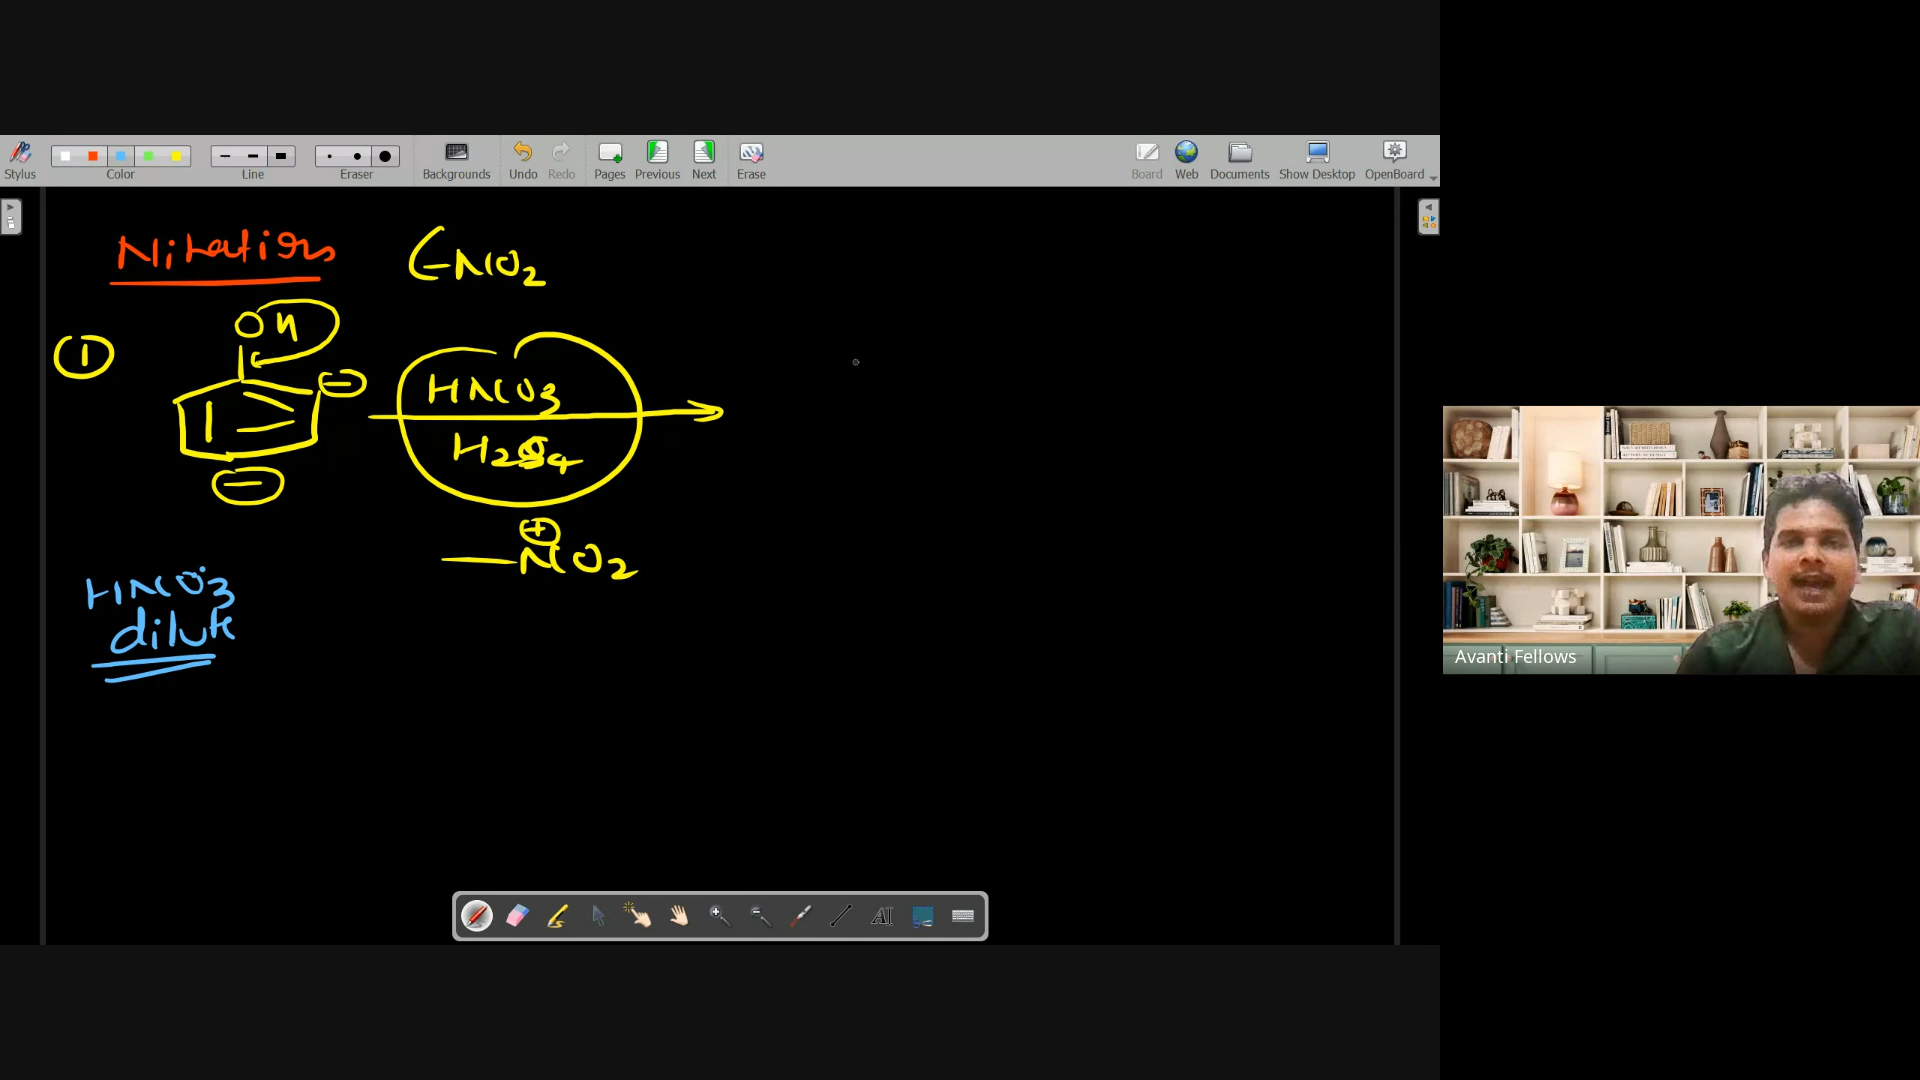 Stylus Color Line Eraser Backgrounds Undo Redo Pages Previous Next Erase Board Web Documents Show Desktop OpenBoard
Nitration (-NO2
OH
1 -
HNO3
H2SO4
-
+
-NO2
HNO3
dilute
Avanti Fellows